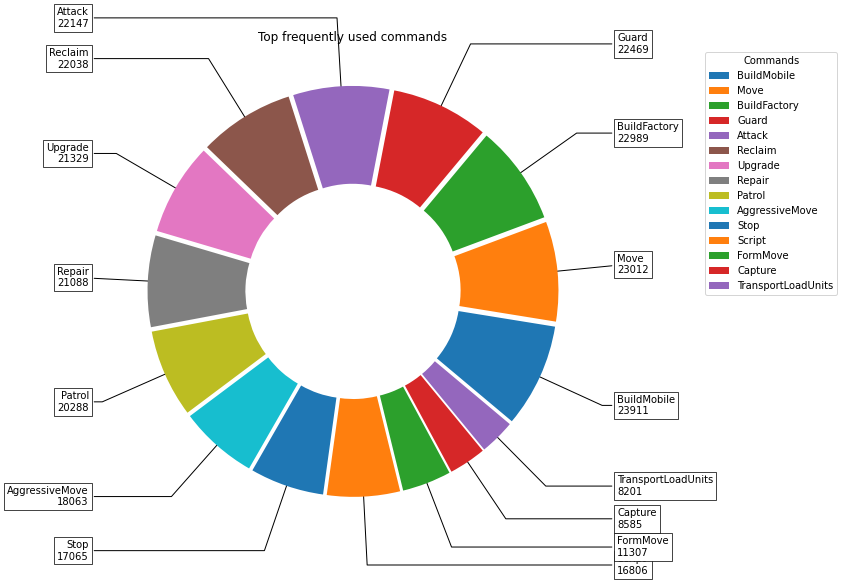 Top frequently used commands
Attack
22147
Reclaim
22038
Upgrade
21329
Repair
21088
Patrol
20288
AggressiveMove
18063
Stop
17065
Guard
22469
BuildFactory
22989
Move
23012
BuildMobile
23911
TransportLoadUnits
8201
Capture
8585
FormMove
11307
16806
Commands
BuildMobile
Move
BuildFactory
Guard
Attack
Reclaim
Upgrade
Repair
Patrol
AggressiveMove
Stop
Script
FormMove
Capture
TransportLoadUnits